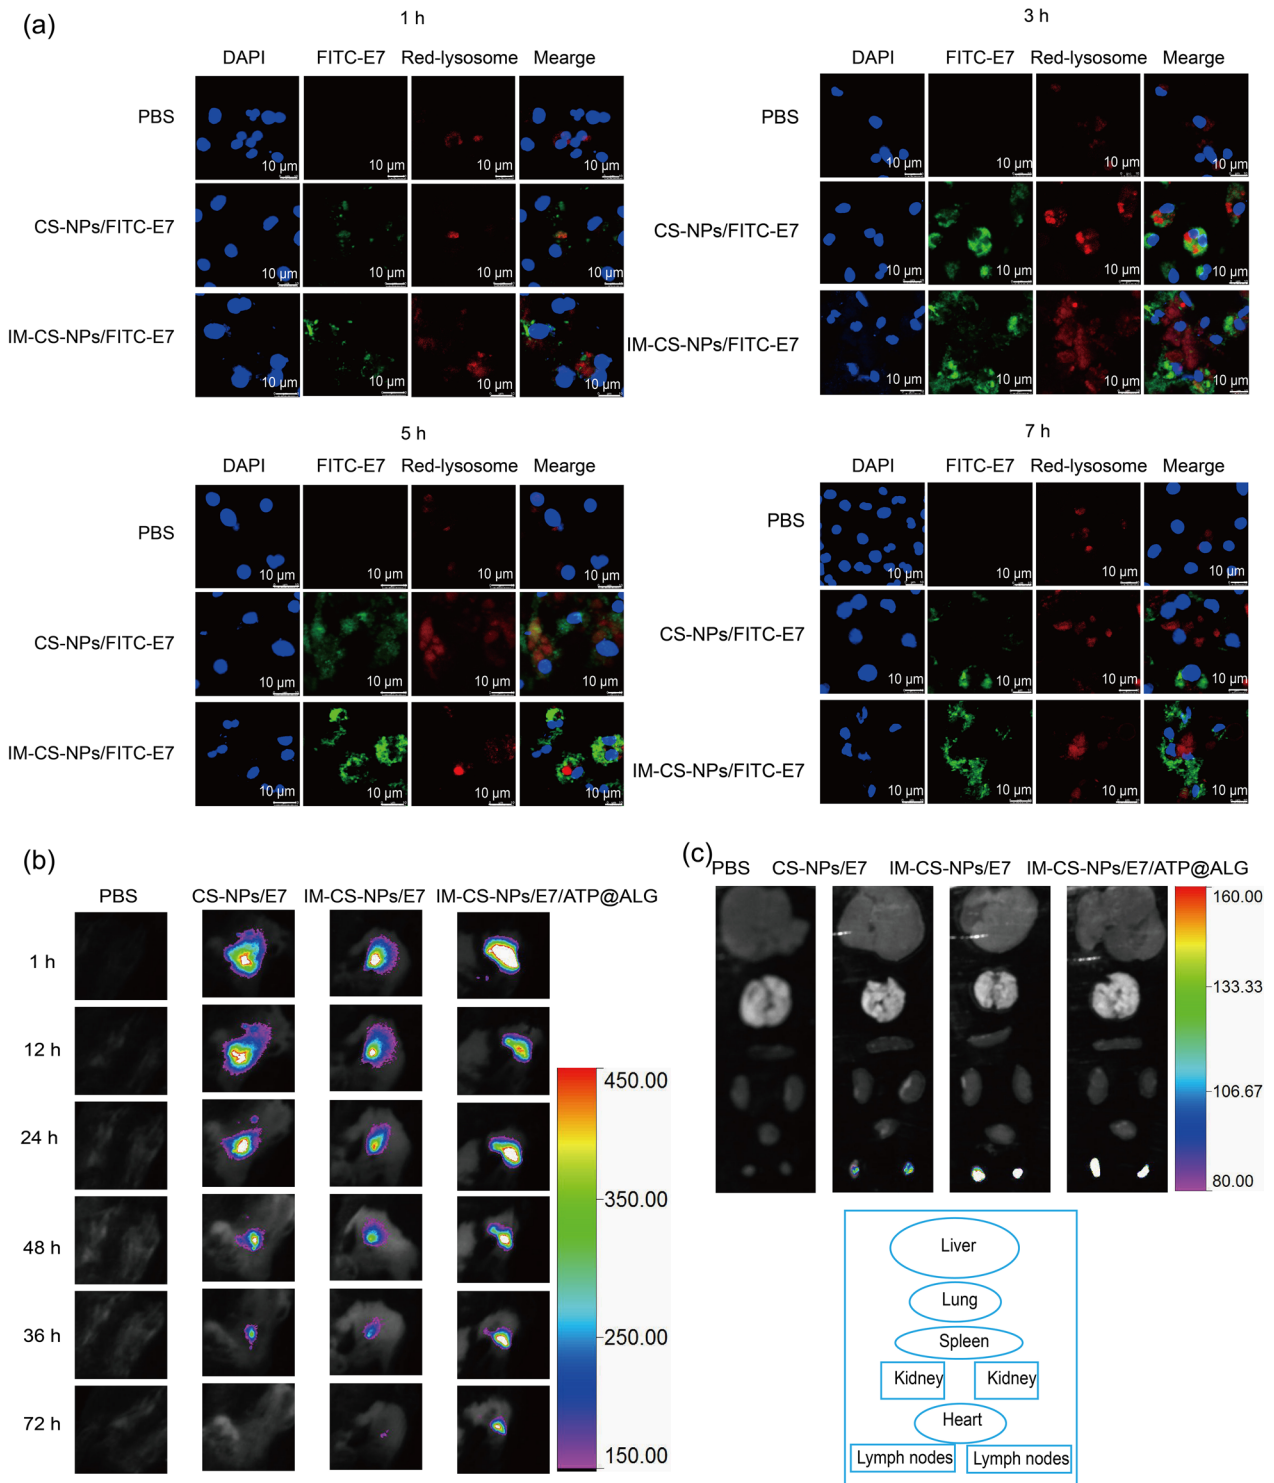 (a)
1 h
DAPI FITC-E7 Red-lysosome Mearge
PBS
10 µm 10 µm 10 µm 10 µm
CS-NPs/FITC-E7
10 µm 10 µm 10 µm 10 µm
IM-CS-NPs/FITC-E7
10 µm 10 µm 10 µm 10 µm
3 h
DAPI FITC-E7 Red-lysosome Mearge
PBS
10 µm 10 µm 10 µm 10 µm
CS-NPs/FITC-E7
10 µm 10 µm 10 µm 10 µm
IM-CS-NPs/FITC-E7
10 µm 10 µm 10 µm 10 µm
5 h
DAPI FITC-E7 Red-lysosome Mearge
PBS
10 µm 10 µm 10 µm 10 µm
CS-NPs/FITC-E7
10 µm 10 µm 10 µm 10 µm
IM-CS-NPs/FITC-E7
10 µm 10 µm 10 µm 10 µm
7 h
DAPI FITC-E7 Red-lysosome Mearge
PBS
10 µm 10 µm 10 µm 10 µm
CS-NPs/FITC-E7
10 µm 10 µm 10 µm 10 µm
IM-CS-NPs/FITC-E7
10 µm 10 µm 10 µm 10 µm
(b)
PBS CS-NPs/E7 IM-CS-NPs/E7 IM-CS-NPs/E7/ATP@ALG
1 h
12 h
24 h
48 h
36 h
72 h
450.00
350.00
250.00
150.00
(c)
PBS CS-NPs/E7 IM-CS-NPs/E7 IM-CS-NPs/E7/ATP@ALG
160.00
133.33
106.67
80.00
Liver
Lung
Spleen
Kidney Kidney
Heart
Lymph nodes Lymph nodes